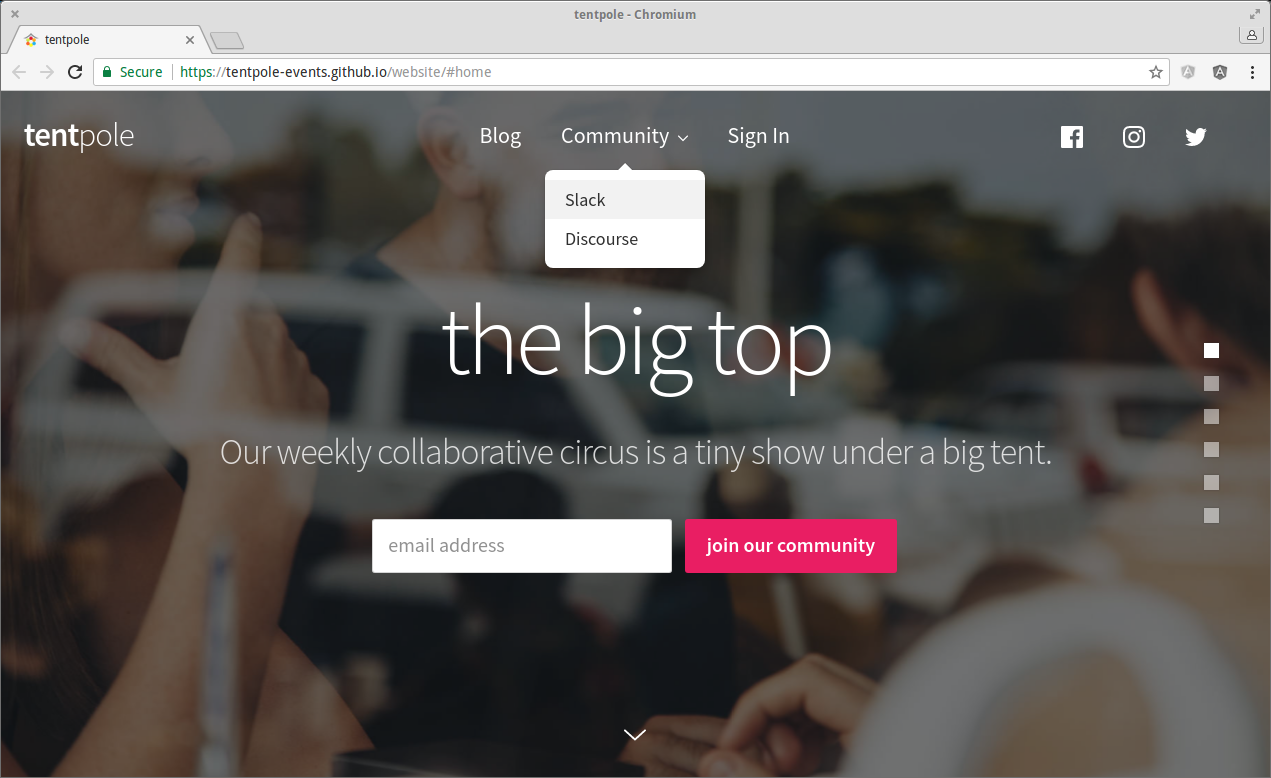 tentpole - Chromium
tentpole
Secure https://tentpole-events.github.io/website/#home
tentpole
Blog Community Sign In
Slack
Discourse
the big top
Our weekly collaborative circus is a tiny show under a big tent.
email address join our community